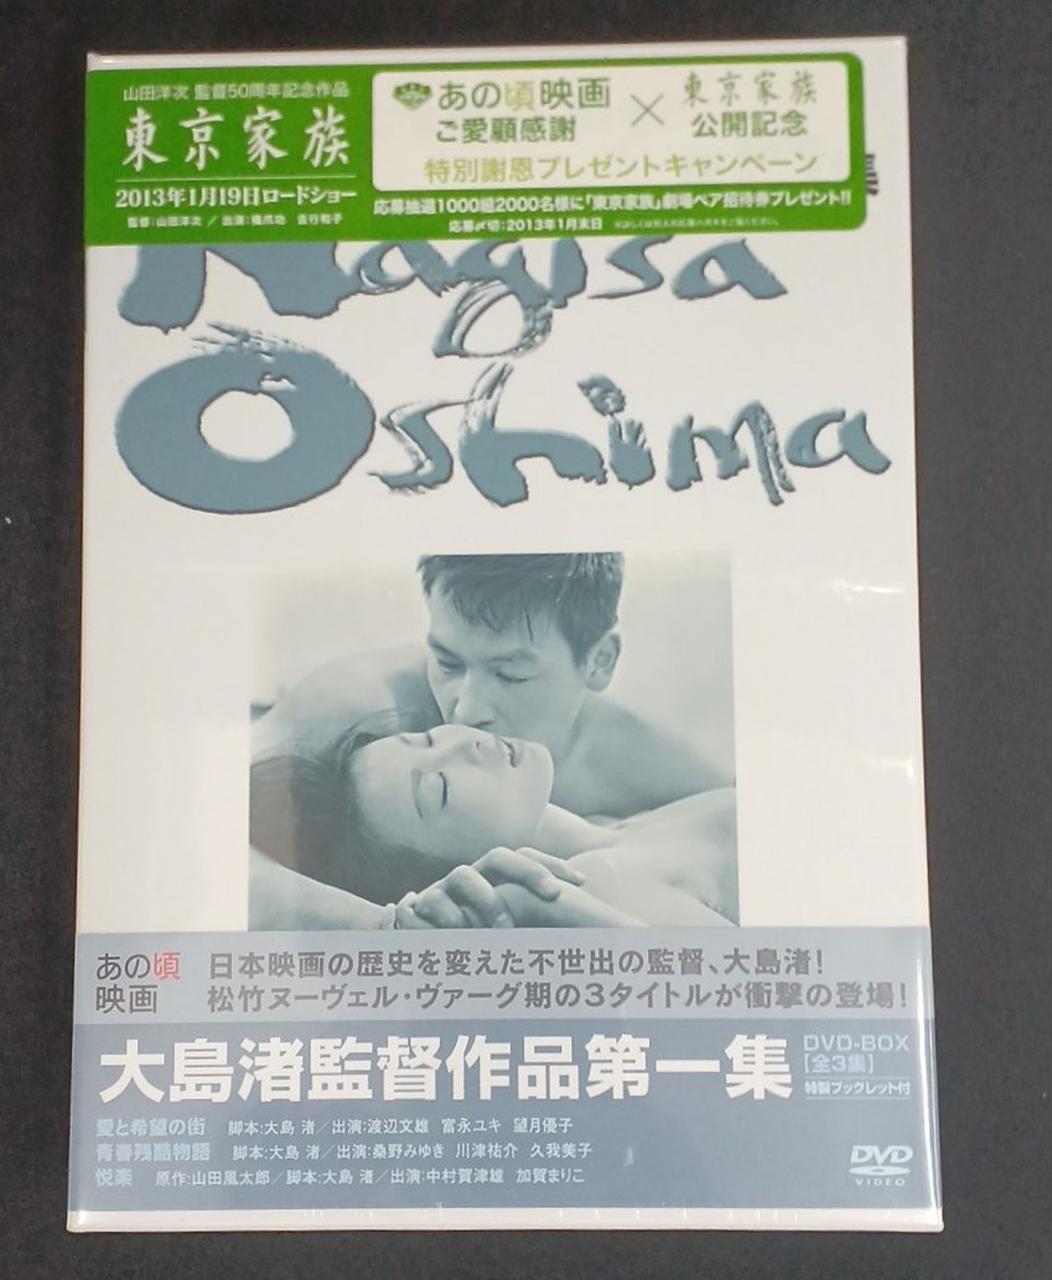 山田洋次 監督50周年記念作品
東京家族
2013年1月19日ロードショー
監督:山田洋次 / 出演:橋爪功 吉行和子
あの頃映画
ご愛顧感謝
×
東京家族
公開記念
特別謝恩プレゼントキャンペーン
応募抽選1000組2000名様に「東京家族」劇場ペア招待券プレゼント!!
応募〆切:2013年1月末日
Nagisa
Oshima
あの頃
映画
日本映画の歴史を変えた不世出の監督、大島渚!
松竹ヌーヴェル・ヴァーグ期の3タイトルが衝撃の登場!
大島渚監督作品第一集
DVD-BOX
[全3集]
特製ブックレット付
愛と希望の街 脚本:大島 渚/出演:渡辺文雄 富永ユキ 望月優子
青春残酷物語 脚本:大島 渚/出演:桑野みゆき 川津祐介 久我美子
悦楽 原作:山田風太郎/脚本:大島 渚/出演:中村賀津雄 加賀まりこ
DVD
VIDEO